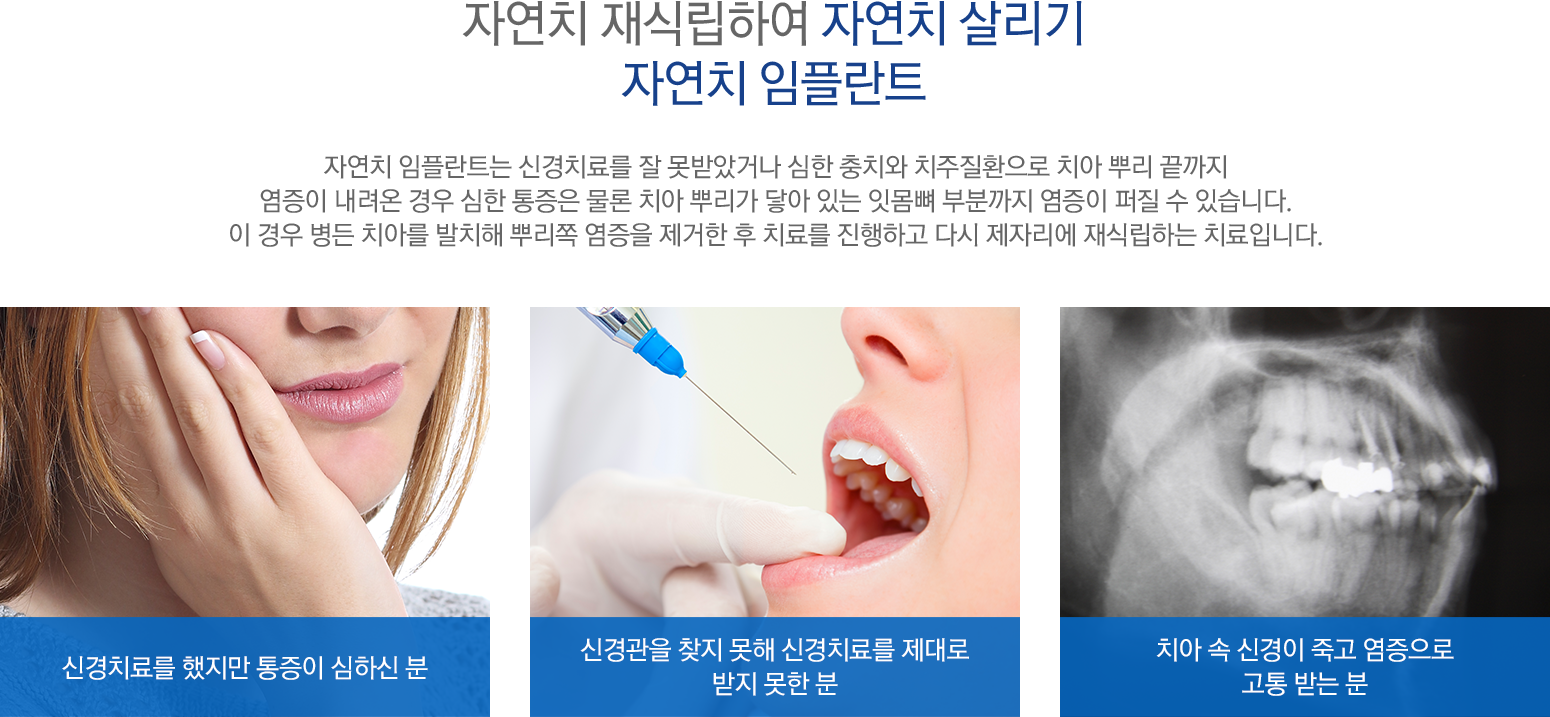 자연치 재식립하여 자연치 살리기
자연치 임플란트
자연치 임플란트는 신경치료를 잘 못받았거나 심한 충치와 치주질환으로 치아 뿌리 끝까지
염증이 내려온 경우 심한 통증은 물론 치아 뿌리가 닿아 있는 잇몸뼈 부분까지 염증이 퍼질 수 있습니다.
이 경우 병든 치아를 발치해 뿌리쪽 염증을 제거한 후 치료를 진행하고 다시 제자리에 재식립하는 치료입니다.
신경치료를 했지만 통증이 심하신 분
신경관을 찾지 못해 신경치료를 제대로
받지 못한 분
치아 속 신경이 죽고 염증으로
고통 받는 분